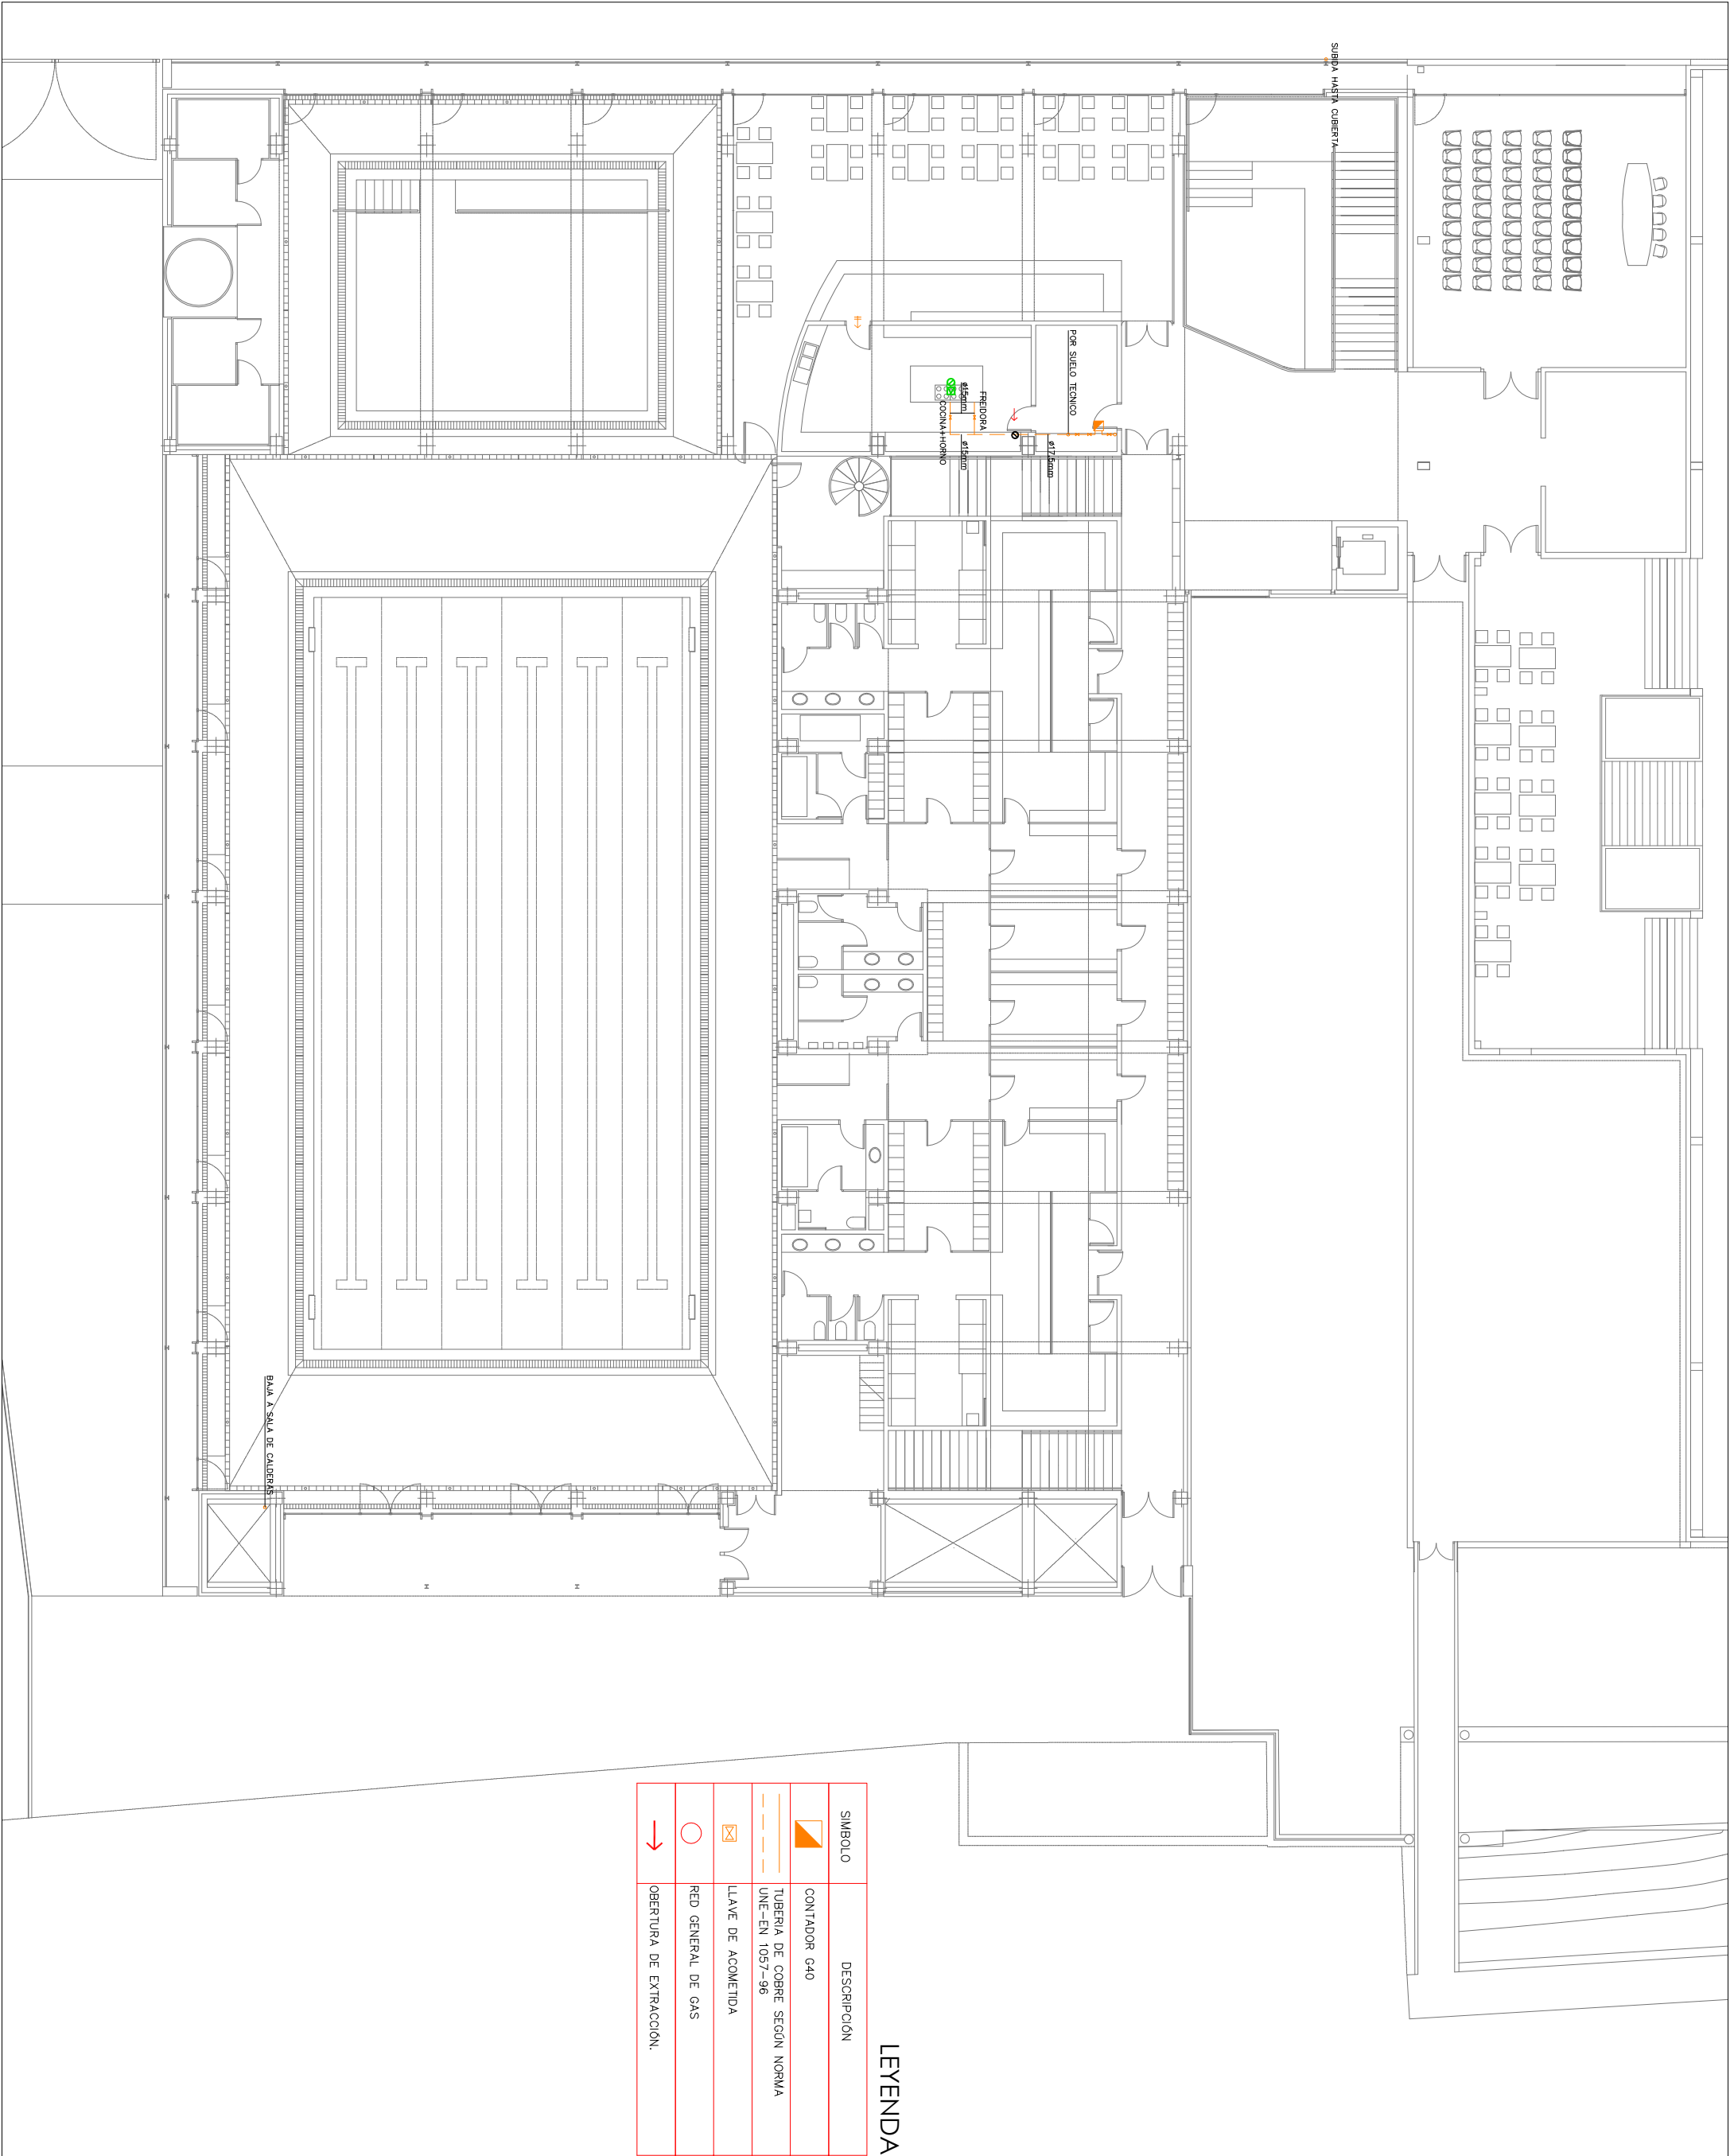 SUBIDA HASTA CUBIERTA
POR SUELO TECNICO
FREIDORA
ø15mm
COCINA+HORNO
ø15mm
ø17.5mm
BAJA A SALA DE CALDERAS
LEYENDA
SIMBOLO DESCRIPCIÓN
CONTADOR G40
TUBERIA DE COBRE SEGÚN NORMA
UNE-EN 1057-96
LLAVE DE ACOMETIDA
RED GENERAL DE GAS
OBERTURA DE EXTRACCIÓN.